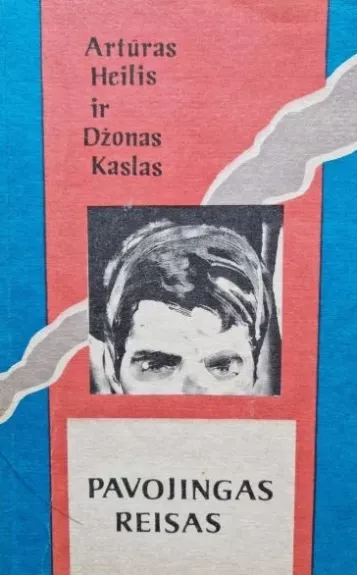 Artūras
Heilis
ir
Džonas
Kaslas
PAVOJINGAS
REISAS